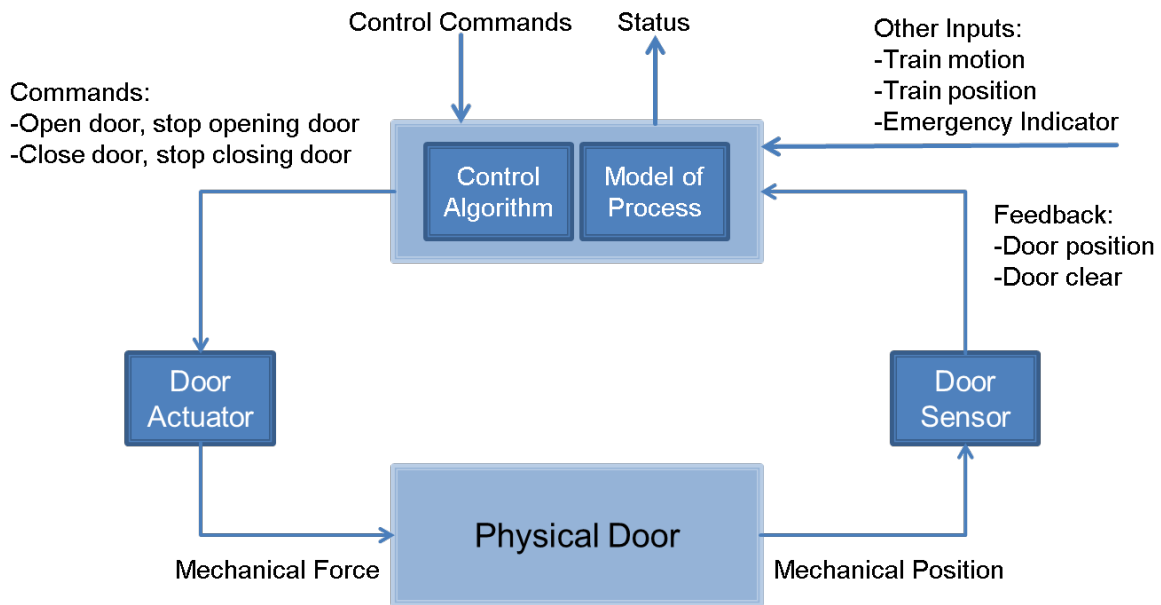 Control Commands
Status
Other Inputs:
-Train motion
-Train position
-Emergency Indicator
Commands:
-Open door, stop opening door
-Close door, stop closing door
Control
Algorithm
Model of
Process
Feedback:
-Door position
-Door clear
Door
Actuator
Door
Sensor
Physical Door
Mechanical Force
Mechanical Position